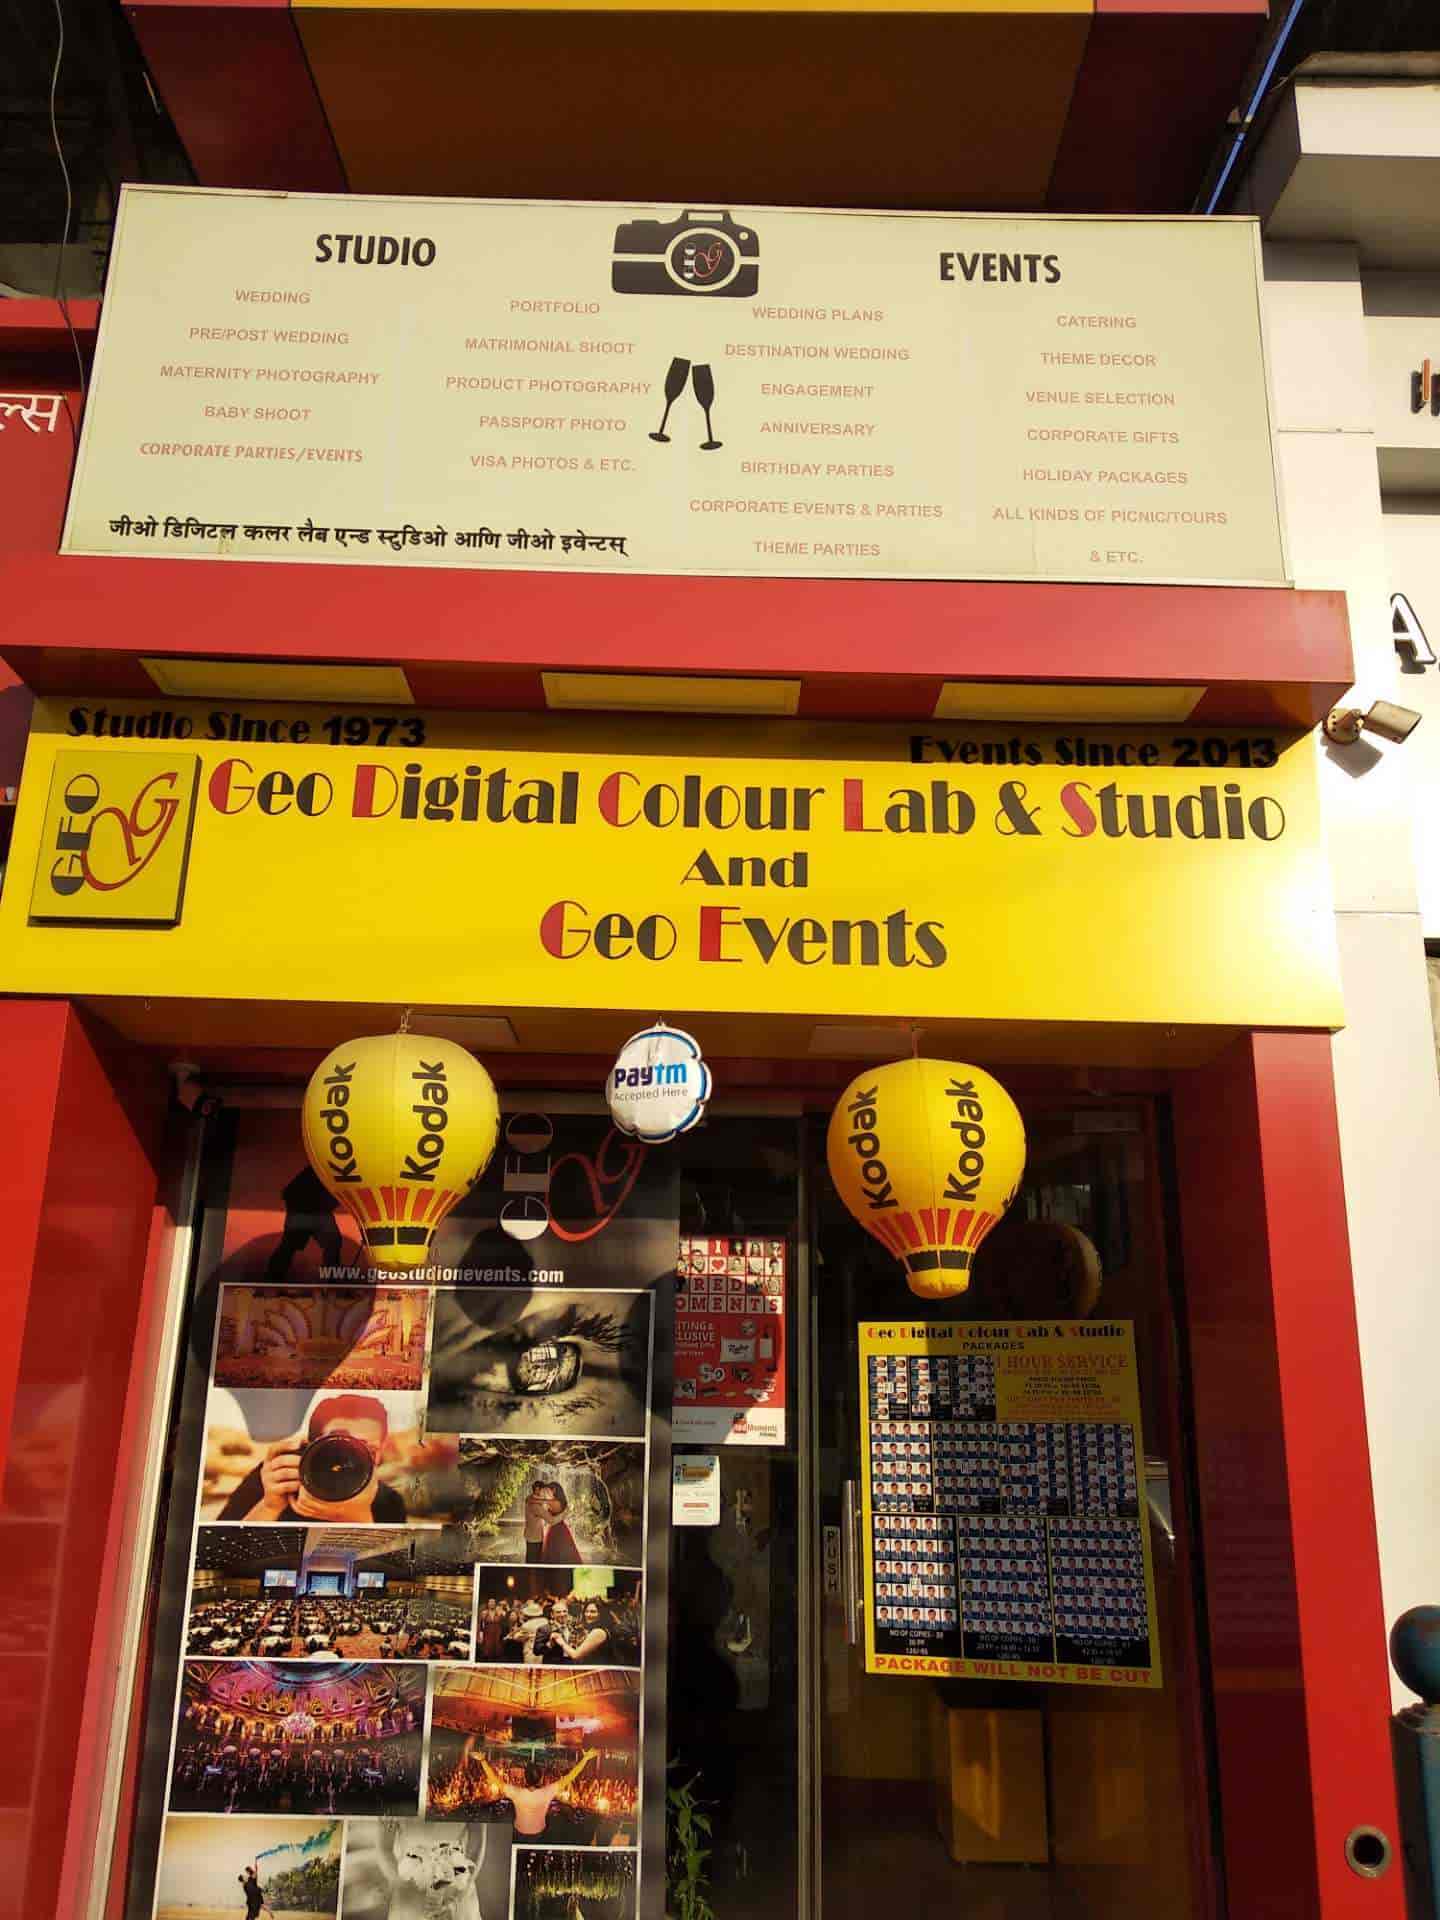 STUDIO
WEDDING
PRE/POST WEDDING
MATERNITY PHOTOGRAPHY
BABY SHOOT
CORPORATE PARTIES/EVENTS
PORTFOLIO
MATRIMONIAL SHOOT
PRODUCT PHOTOGRAPHY
PASSPORT PHOTO
VISA PHOTOS & ETC.
GEO
EVENTS
WEDDING PLANS
DESTINATION WEDDING
ENGAGEMENT
ANNIVERSARY
BIRTHDAY PARTIES
CORPORATE EVENTS & PARTIES
THEME PARTIES
CATERING
THEME DECOR
VENUE SELECTION
CORPORATE GIFTS
HOLIDAY PACKAGES
ALL KINDS OF PICNIC/TOURS
& ETC.
जीओ डिजिटल कलर लैब एन्ड स्टुडिओ आणि जीओ इवेन्टस्
ल्स
A
Studio Since 1973
Events Since 2013
GEO
Geo Digital Colour Lab & Studio
And
Geo Events
Kodak Kodak
paytm
Accepted Here
Kodak Kodak
GEO
www.geostudionevents.com
I
RED
OMENTS
Geo Digital Colour Lab & Studio
PACKAGES
1 HOUR SERVICE
PUSH
PACKAGE WILL NOT BE CUT